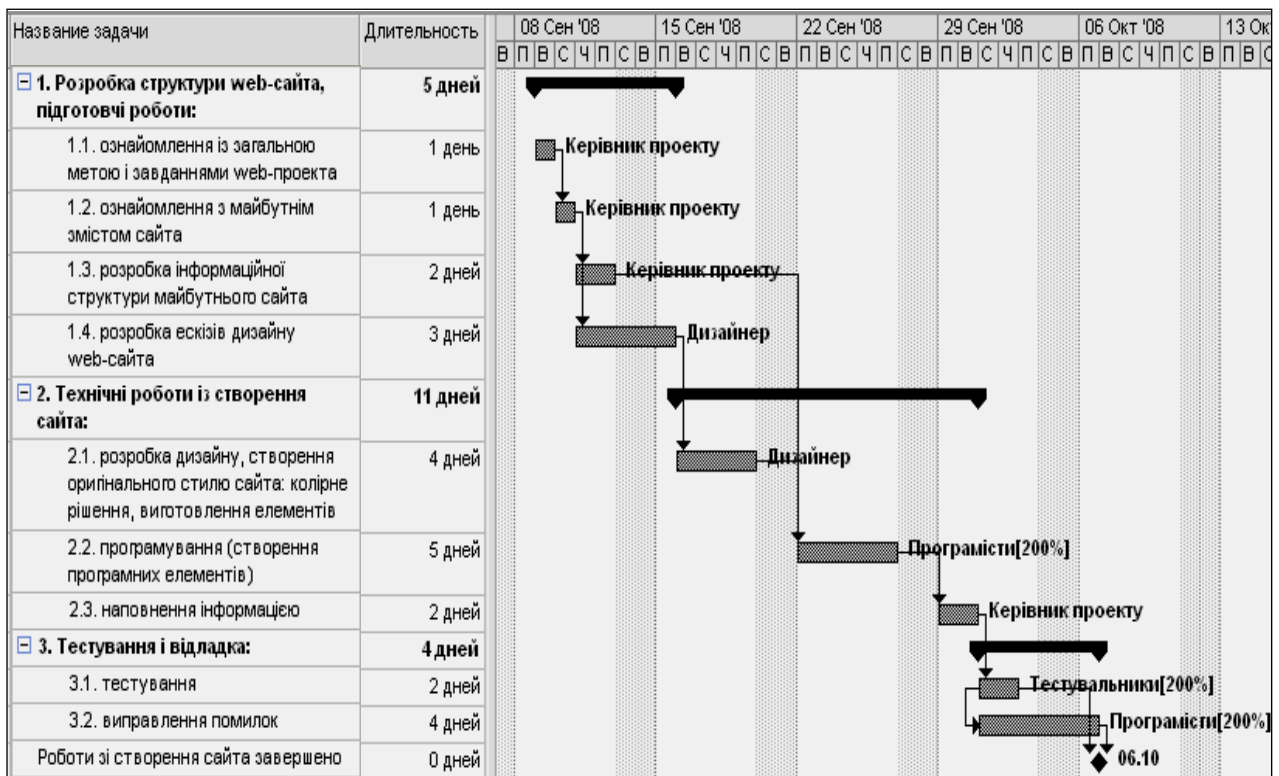 Название задачи
Длительность
08 Сен '08
15 Сен '08
22 Сен '08
29 Сен '08
06 Окт '08
13 Ок
В П В С Ч П С В П В С Ч П С В П В С Ч П С В П В С Ч П С В П В С Ч П С В П В С
1. Розробка структури web-сайта,
підготовчі роботи:
5 дней
1.1. ознайомлення із загальною
метою і завданнями web-проекта
1 день
Керівник проекту
1.2. ознайомлення з майбутнім
змістом сайта
1 день
Керівник проекту
1.3. розробка інформаційної
структури майбутнього сайта
2 дней
Керівник проекту
1.4. розробка ескізів дизайну
web-сайта
3 дней
Дизайнер
2. Технічні роботи із створення
сайта:
11 дней
2.1. розробка дизайну, створення
оригінального стилю сайта: колірне
рішення, виготовлення елементів
4 дней
Дизайнер
2.2. програмування (створення
програмних елементів)
5 дней
Програмісти[200%]
2.3. наповнення інформацією
2 дней
Керівник проекту
3. Тестування і відладка:
4 дней
3.1. тестування
2 дней
Тестувальники[200%]
3.2. виправлення помилок
4 дней
Програмісти[200%]
Роботи зі створення сайта завершено
0 дней
06.10